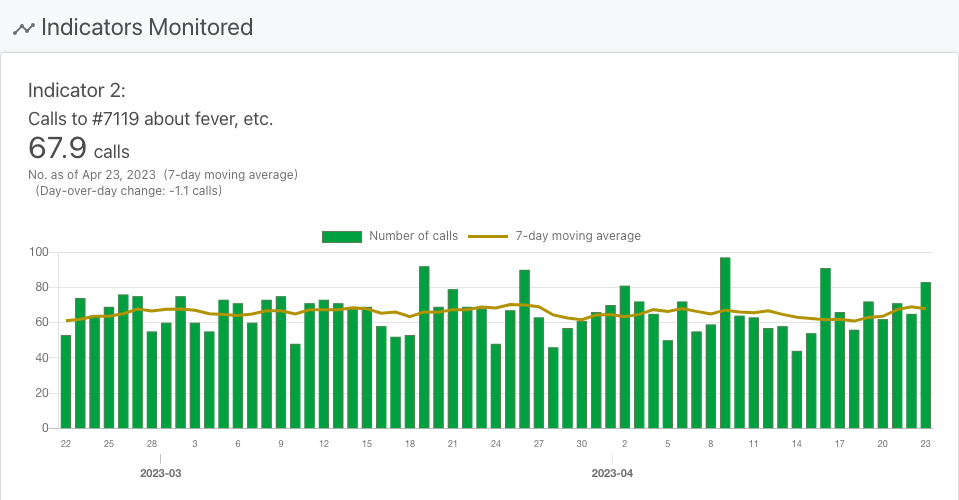 Indicators Monitored
Indicator 2:
Calls to #7119 about fever, etc.
67.9 calls
No. as of Apr 23, 2023 (7-day moving average)
(Day-over-day change: -1.1 calls)
Number of calls 7-day moving average
100
80
60
40
20
0
22 25 28 3 6 9 12 15 18 21 24 27 30 2 5 8 11 14 17 20 23
2023-03 2023-04